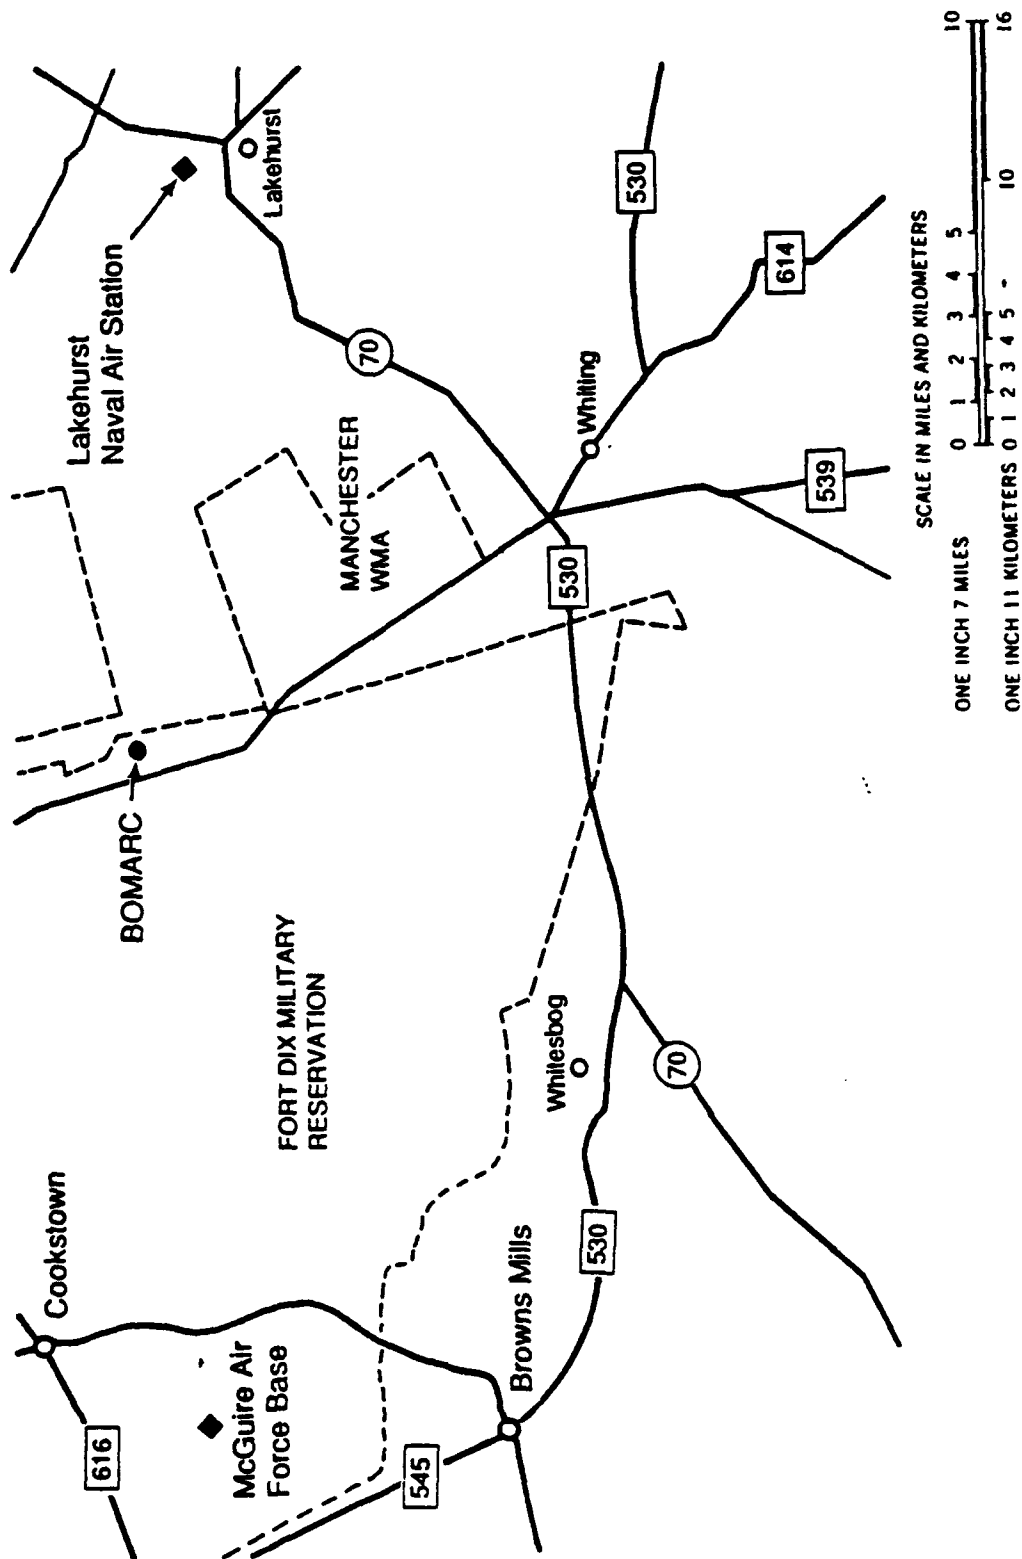 Cookstown
616
McGuire Air
Force Base
545
Browns Mills
530
FORT DIX MILITARY
RESERVATION
Whitesbog
70
BOMARC
530
MANCHESTER
WMA
Lakehurst
Naval Air Station
Lakehurst
70
Whiting
530
614
539
SCALE IN MILES AND KILOMETERS
ONE INCH 7 MILES 0 1 2 3 4 5 10
ONE INCH 11 KILOMETERS 0 1 2 3 4 5 - 10 16